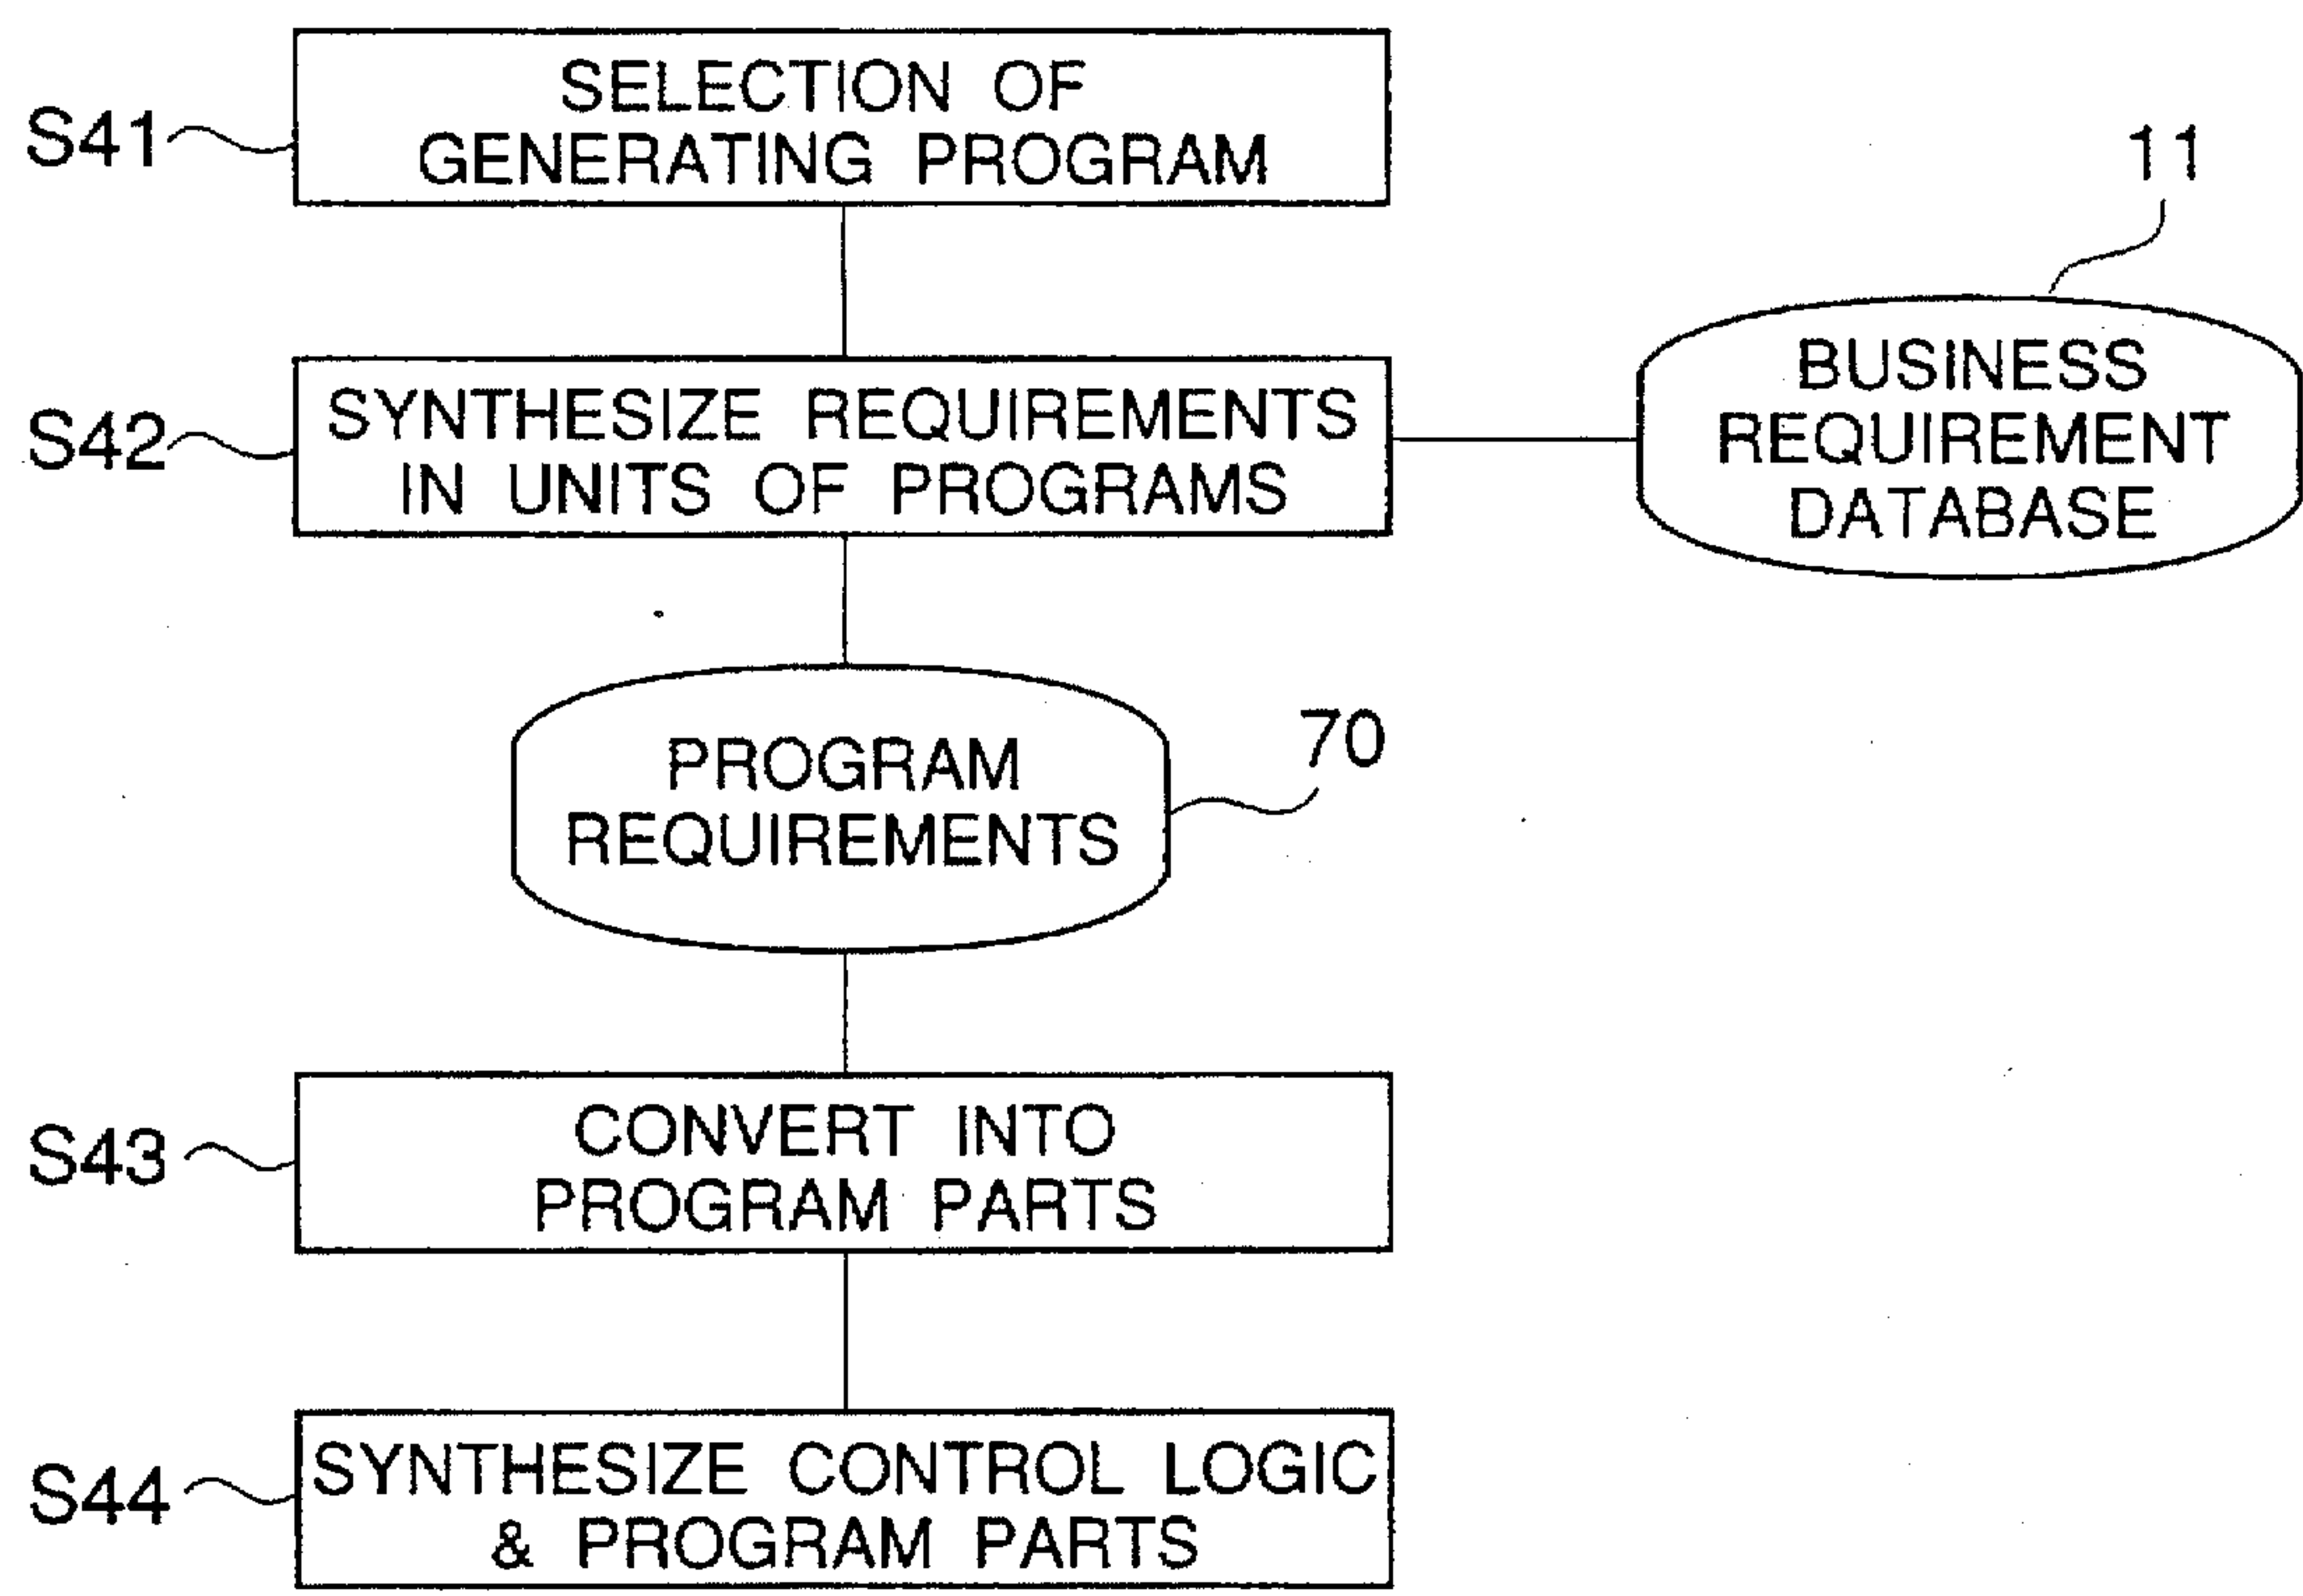 SELECTION OF
GENERATING PROGRAM
S41
11
SYNTHESIZE REQUIREMENTS
IN UNITS OF PROGRAMS
S42
BUSINESS
REQUIREMENT
DATABASE
PROGRAM
REQUIREMENTS
70
CONVERT INTO
PROGRAM PARTS
S43
SYNTHESIZE CONTROL LOGIC
& PROGRAM PARTS
S44